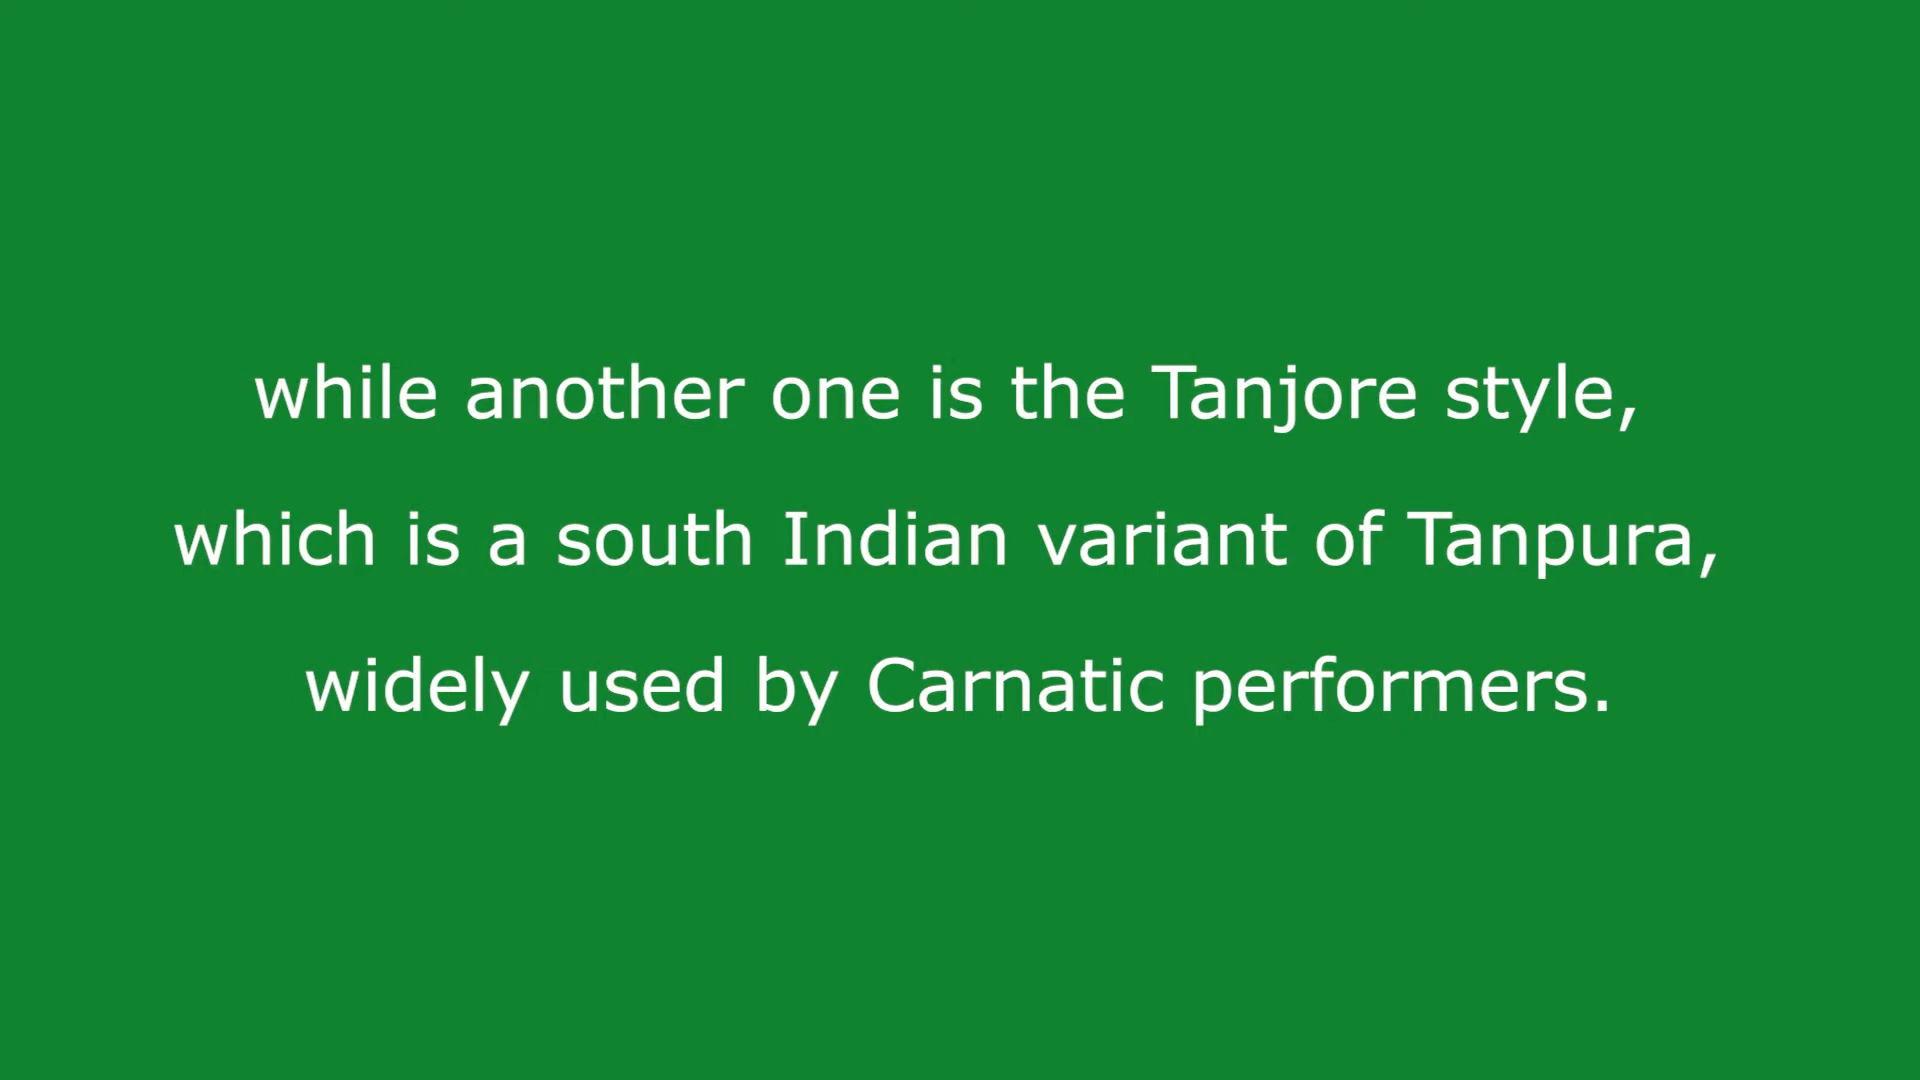 while another one is the Tanjore style,
which is a south Indian variant of Tanpura,
widely used by Carnatic performers.